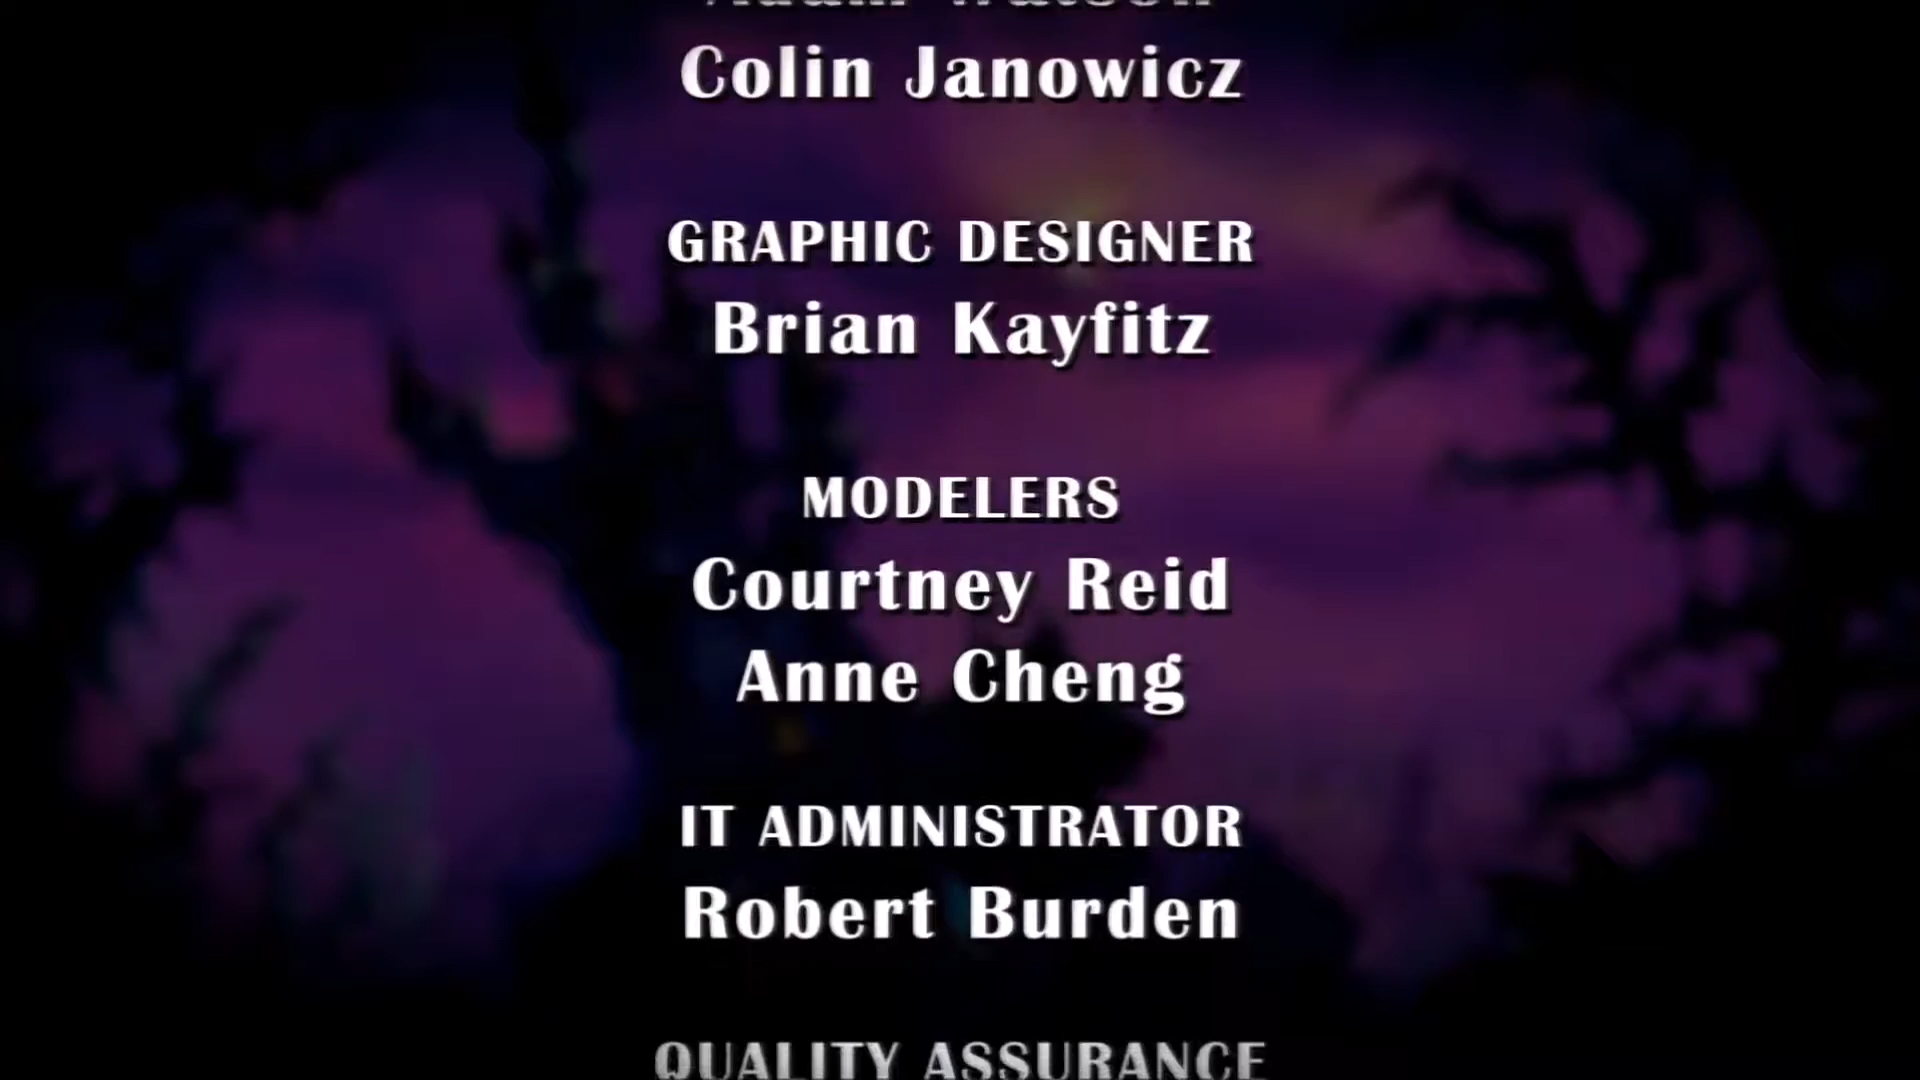 Colin Janowicz
GRAPHIC DESIGNER
Brian Kayfitz
MODELERS
Courtney Reid
Anne Cheng
IT ADMINISTRATOR
Robert Burden
QUALITY ASSURANCE